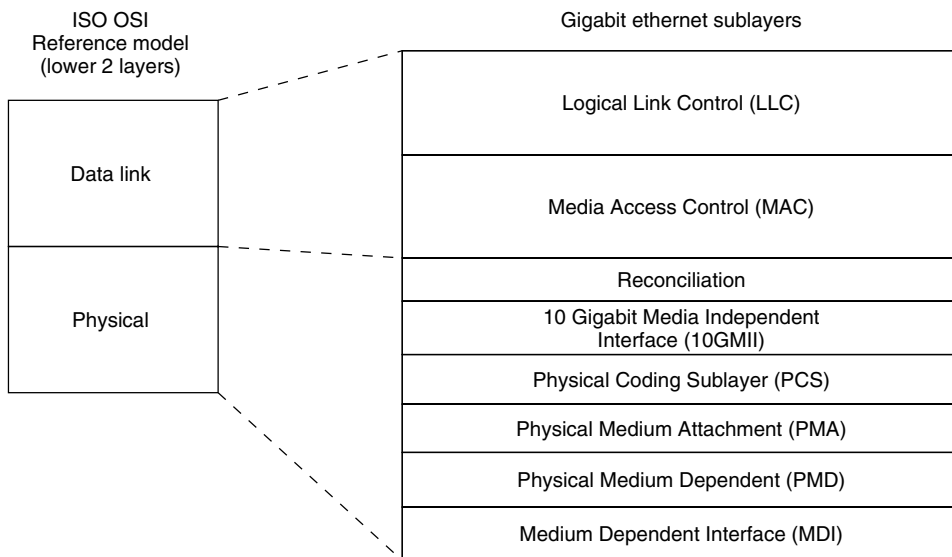 ISO OSI
Reference model
(lower 2 layers)
Data link
Physical
Gigabit ethernet sublayers
Logical Link Control (LLC)
Media Access Control (MAC)
Reconciliation
10 Gigabit Media Independent
Interface (10GMII)
Physical Coding Sublayer (PCS)
Physical Medium Attachment (PMA)
Physical Medium Dependent (PMD)
Medium Dependent Interface (MDI)